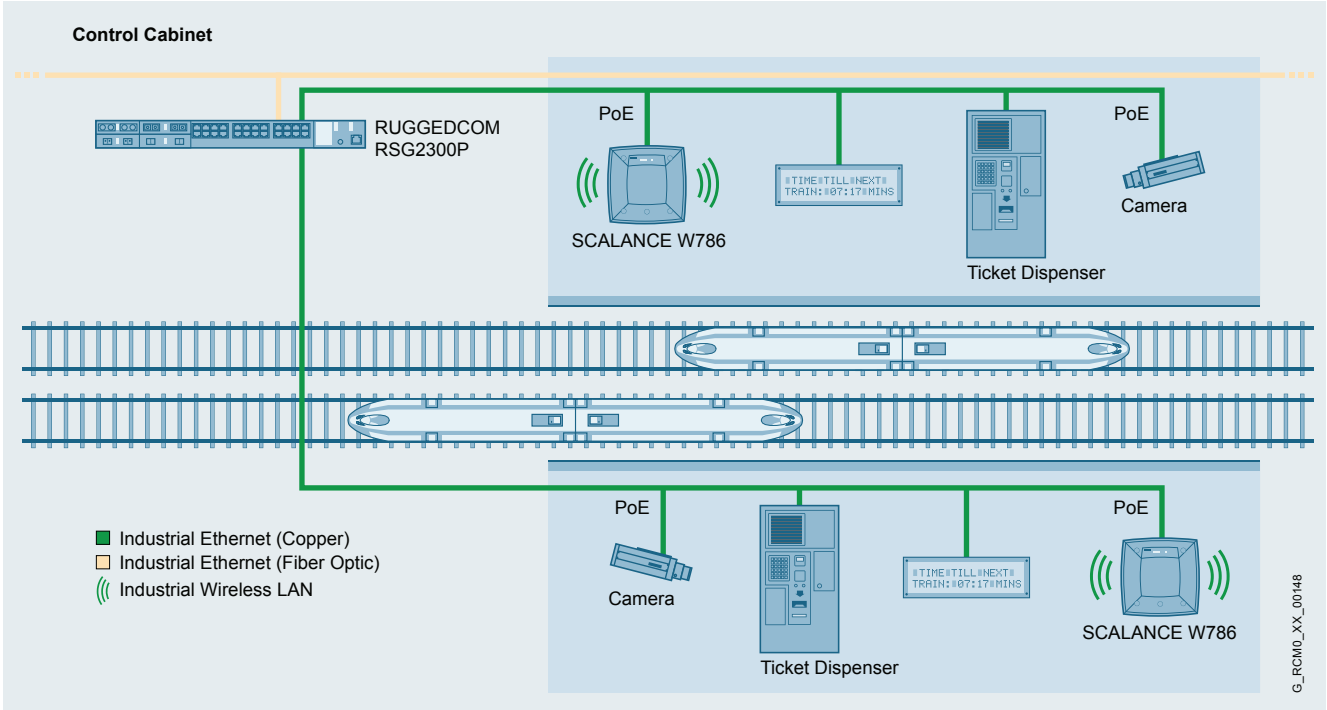 Control Cabinet
RUGGEDCOM
RSG2300P
PoE
PoE
TIME TILL NEXT
TRAIN: 07:17 MINS
SCALANCE W786
Camera
Ticket Dispenser
PoE
PoE
Industrial Ethernet (Copper)
Industrial Ethernet (Fiber Optic)
Industrial Wireless LAN
Camera
TIME TILL NEXT
TRAIN: 07:17 MINS
SCALANCE W786
Ticket Dispenser
G_RCM0_XX_00148